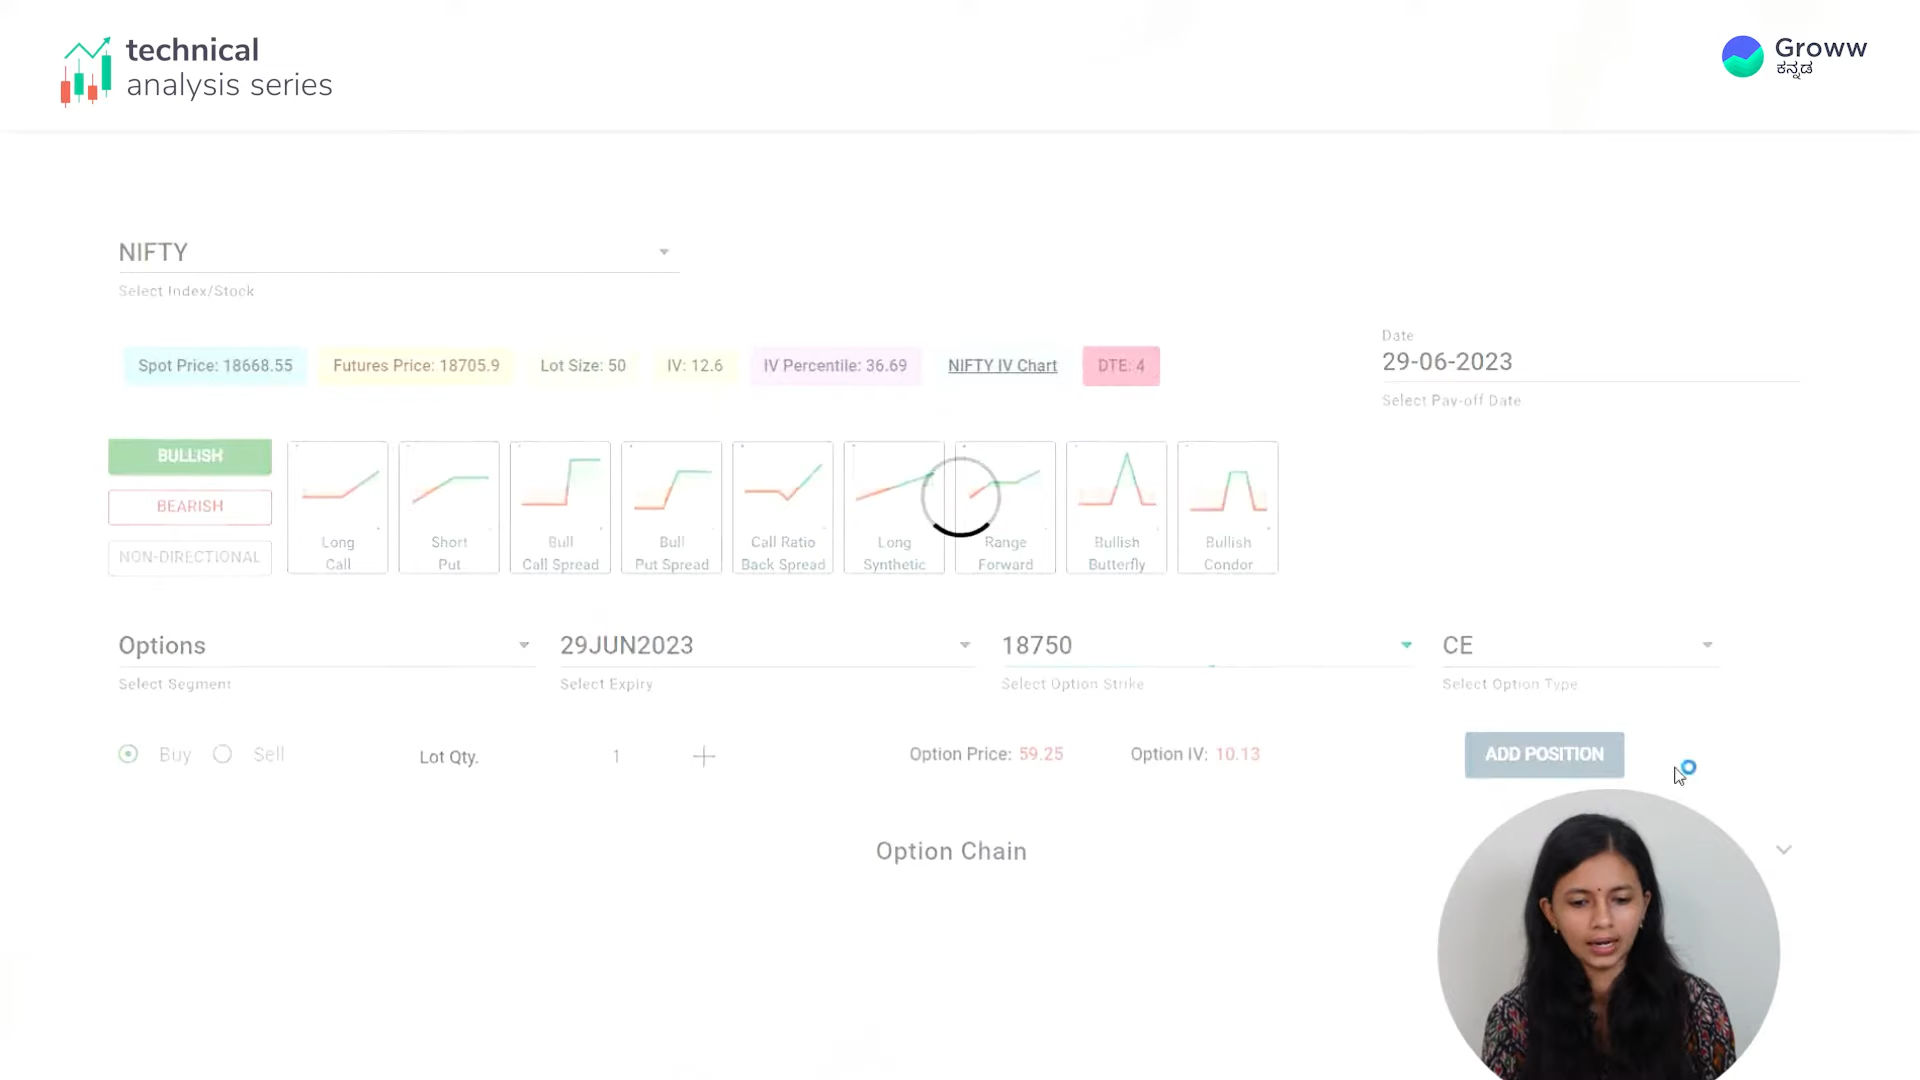 technical
analysis series
Groww
ಕನ್ನಡ
NIFTY
Select Index/Stock
Spot Price: 18668.55
Futures Price: 18705.9
Lot Size: 50
IV: 12.6
IV Percentile: 36.69
NIFTY IV Chart
DTE: 4
Date
29-06-2023
Select Pay-off Date
BULLISH
BEARISH
NON-DIRECTIONAL
Long
Call
Short
Put
Bull
Call Spread
Bull
Put Spread
Call Ratio
Back Spread
Long
Synthetic
Range
Forward
Bullish
Butterfly
Bullish
Condor
Options
Select Segment
29JUN2023
Select Expiry
18750
Select Option Strike
CE
Select Option Type
Buy
Sell
Lot Qty.
1
Option Price: 59.25
Option IV: 10.13
ADD POSITION
Option Chain